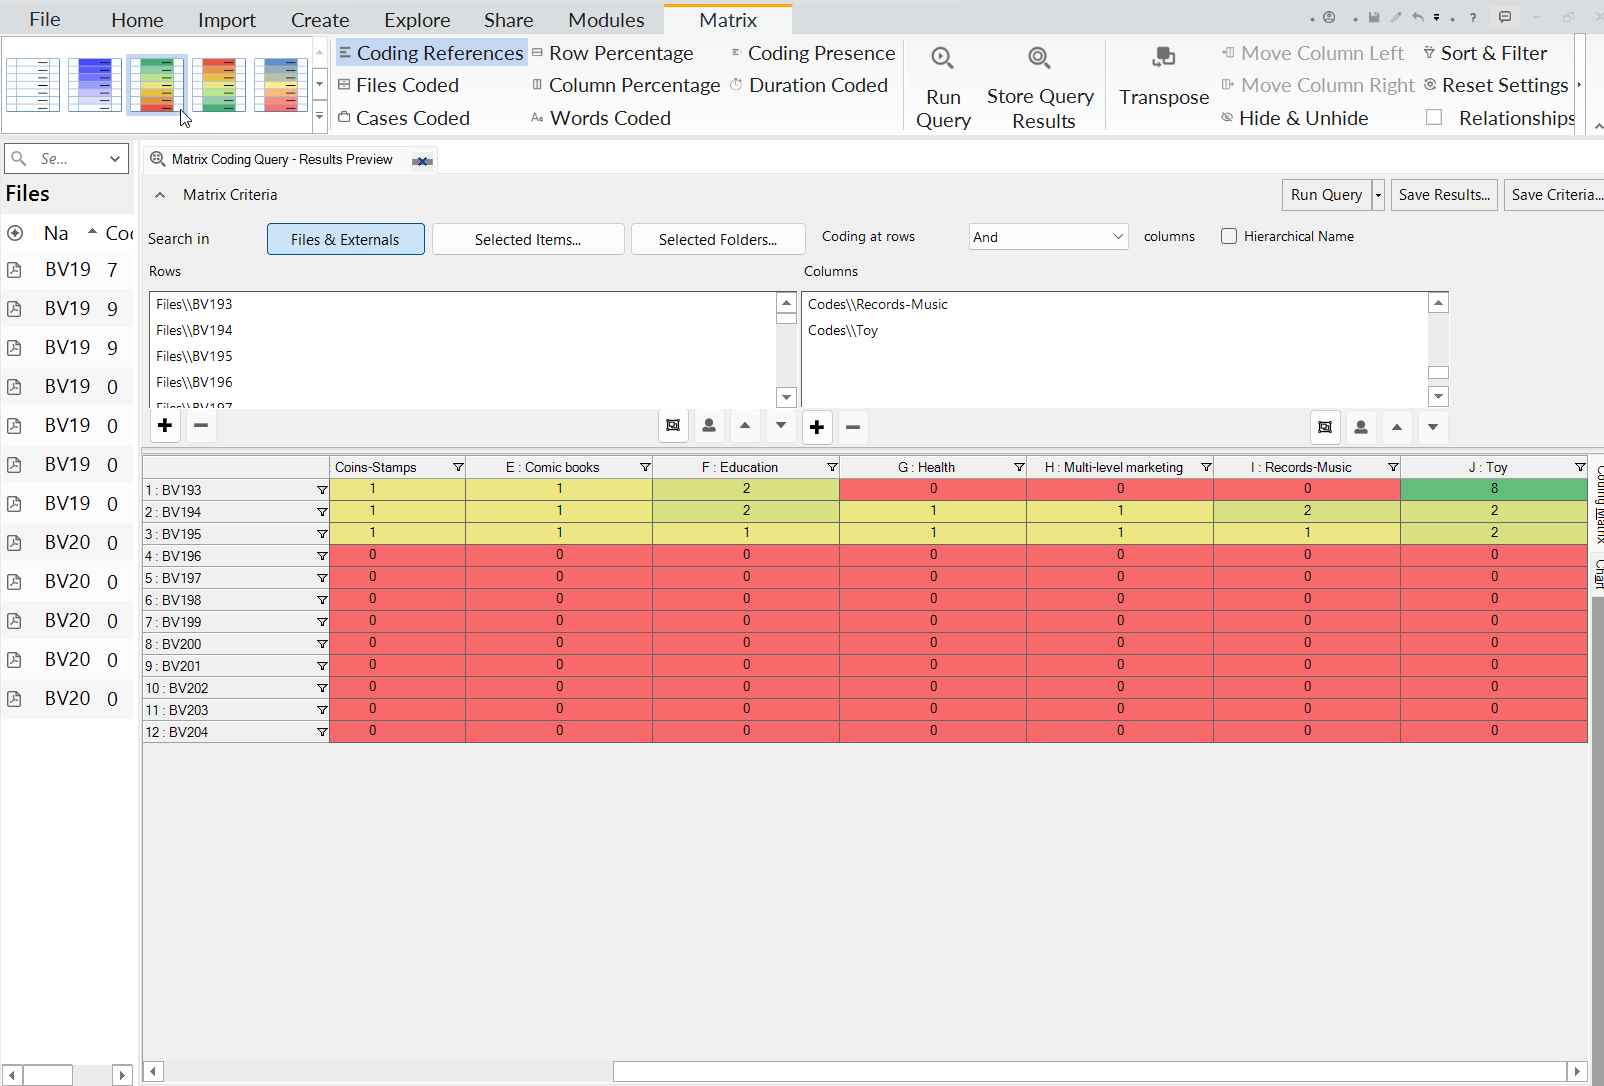 File Home Import Create Explore Share Modules Matrix
Coding References Row Percentage Coding Presence
Files Coded Column Percentage Duration Coded
Cases Coded Words Coded
Run Query
Store Query Results
Transpose
Move Column Left Sort & Filter
Move Column Right Reset Settings
Hide & Unhide Relationships
Se...
Files
Na
BV19 7
BV19 9
BV19 9
BV19 0
BV19 0
BV19 0
BV19 0
BV20 0
BV20 0
BV20 0
BV20 0
BV20 0
Matrix Coding Query - Results Preview
Matrix Criteria
Run Query Save Results... Save Criteria...
Search in Files & Externals Selected Items... Selected Folders... Coding at rows And columns Hierarchical Name
Rows
Files\\BV193
Files\\BV194
Files\\BV195
Files\\BV196
Files\\BV197
Columns
Codes\\Records-Music
Codes\\Toy
: Coins-Stamps E : Comic books F : Education G : Health H : Multi-level marketing I : Records-Music J : Toy
1 : BV193 1 1 2 0 0 0 8
2 : BV194 1 1 2 1 1 2 2
3 : BV195 1 1 1 1 1 1 2
4 : BV196 0 0 0 0 0 0 0
5 : BV197 0 0 0 0 0 0 0
6 : BV198 0 0 0 0 0 0 0
7 : BV199 0 0 0 0 0 0 0
8 : BV200 0 0 0 0 0 0 0
9 : BV201 0 0 0 0 0 0 0
10 : BV202 0 0 0 0 0 0 0
11 : BV203 0 0 0 0 0 0 0
12 : BV204 0 0 0 0 0 0 0
Coding Matrix
Chart